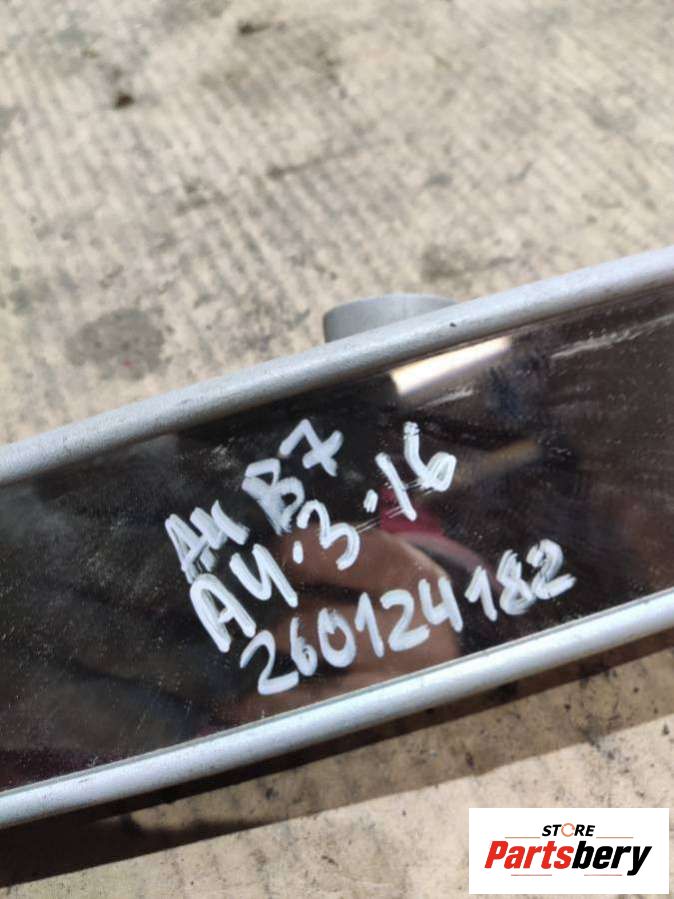 A4 B7
A4·3·16
260124182
STORE
Partsbery